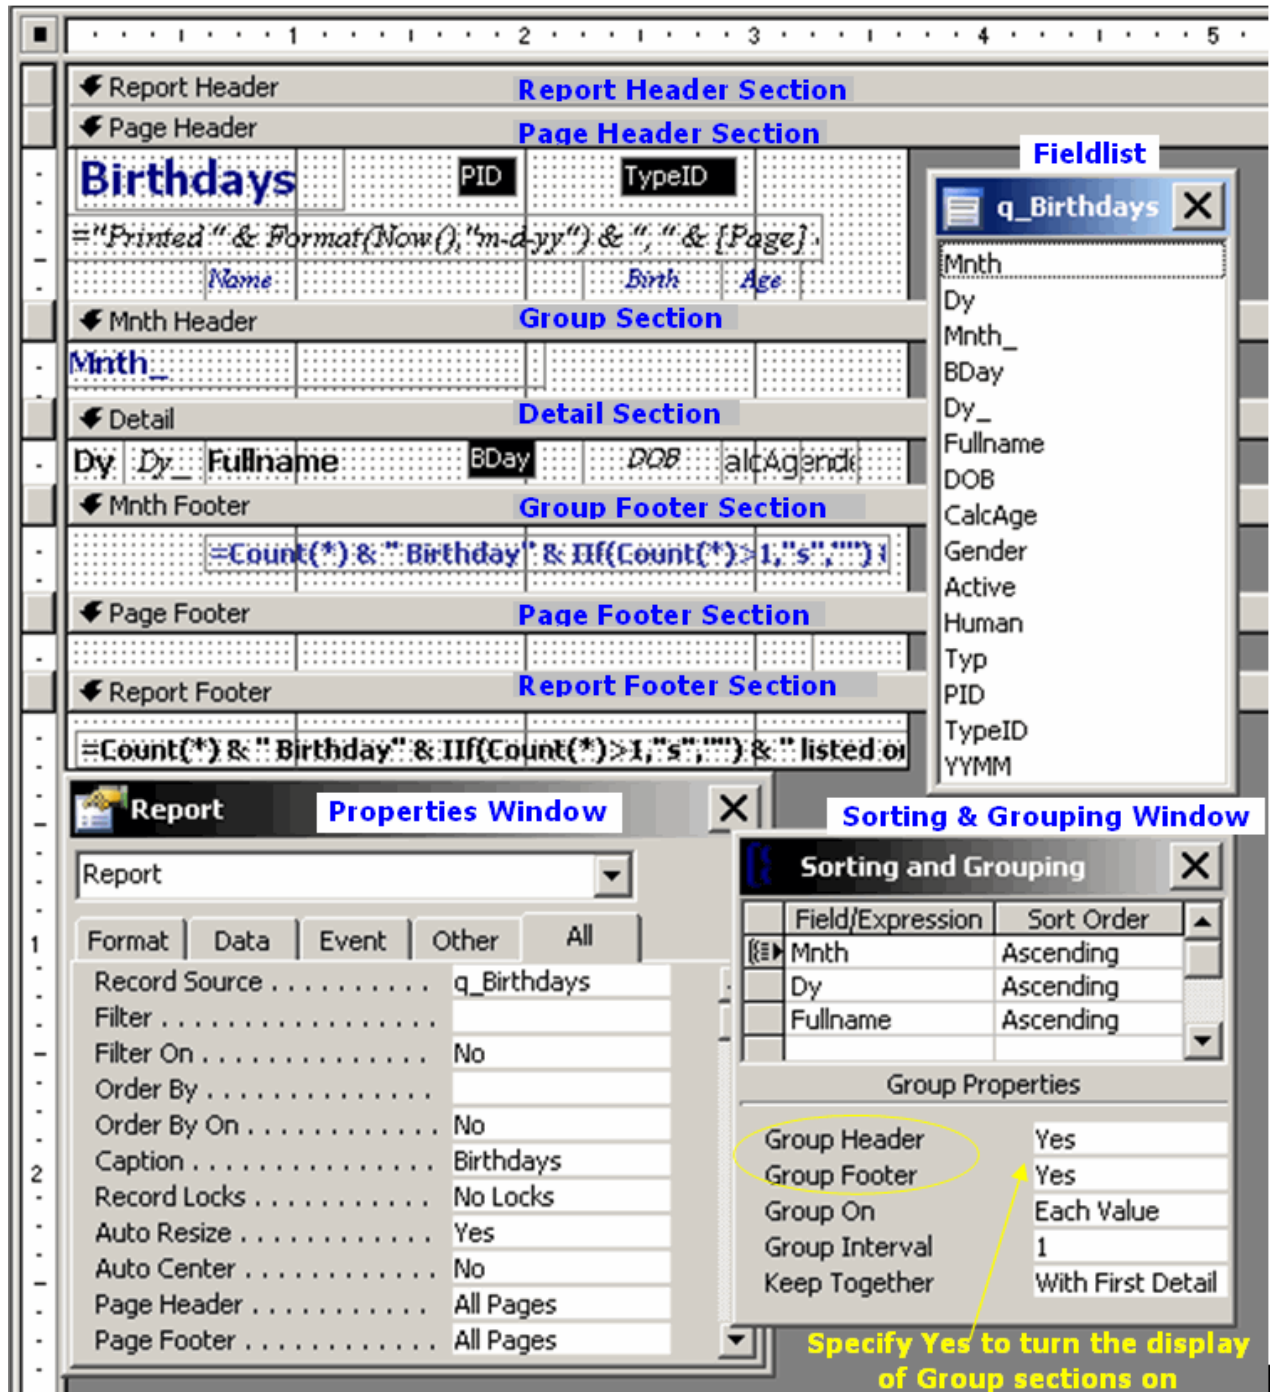 1 2 3 4 5
Report Header Report Header Section
Page Header Page Header Section
Birthdays PID TypeID
="Printed " & Format(Now(),"m-d-yy") & ", " & [Page]
Name Birth Age
Mnth Header Group Section
Mnth_
Detail Detail Section
Dy Dy_ Fullname BDay DOB alcAg ende
Mnth Footer Group Footer Section
=Count(*) & " Birthday" & IIf(Count(*)>1,"s","")
Page Footer Page Footer Section
Report Footer Report Footer Section
=Count(*) & " Birthday" & IIf(Count(*)>1,"s","") & " listed o
Fieldlist
q_Birthdays
Mnth
Dy
Mnth_
BDay
Dy_
Fullname
DOB
CalcAge
Gender
Active
Human
Typ
PID
TypeID
YYMM
Report Properties Window
Report
Format Data Event Other All
Record Source . . . . . . . . . . q_Birthdays
Filter . . . . . . . . . . . . . . . . .
Filter On . . . . . . . . . . . . . . No
Order By . . . . . . . . . . . . . .
Order By On . . . . . . . . . . . . No
Caption . . . . . . . . . . . . . . . Birthdays
Record Locks . . . . . . . . . . . No Locks
Auto Resize . . . . . . . . . . . . Yes
Auto Center . . . . . . . . . . . . No
Page Header . . . . . . . . . . . All Pages
Page Footer . . . . . . . . . . . . All Pages
1
2
Sorting & Grouping Window
Sorting and Grouping
Field/Expression Sort Order
Mnth Ascending
Dy Ascending
Fullname Ascending
Group Properties
Group Header Yes
Group Footer Yes
Group On Each Value
Group Interval 1
Keep Together With First Detail
Specify Yes to turn the display
of Group sections on